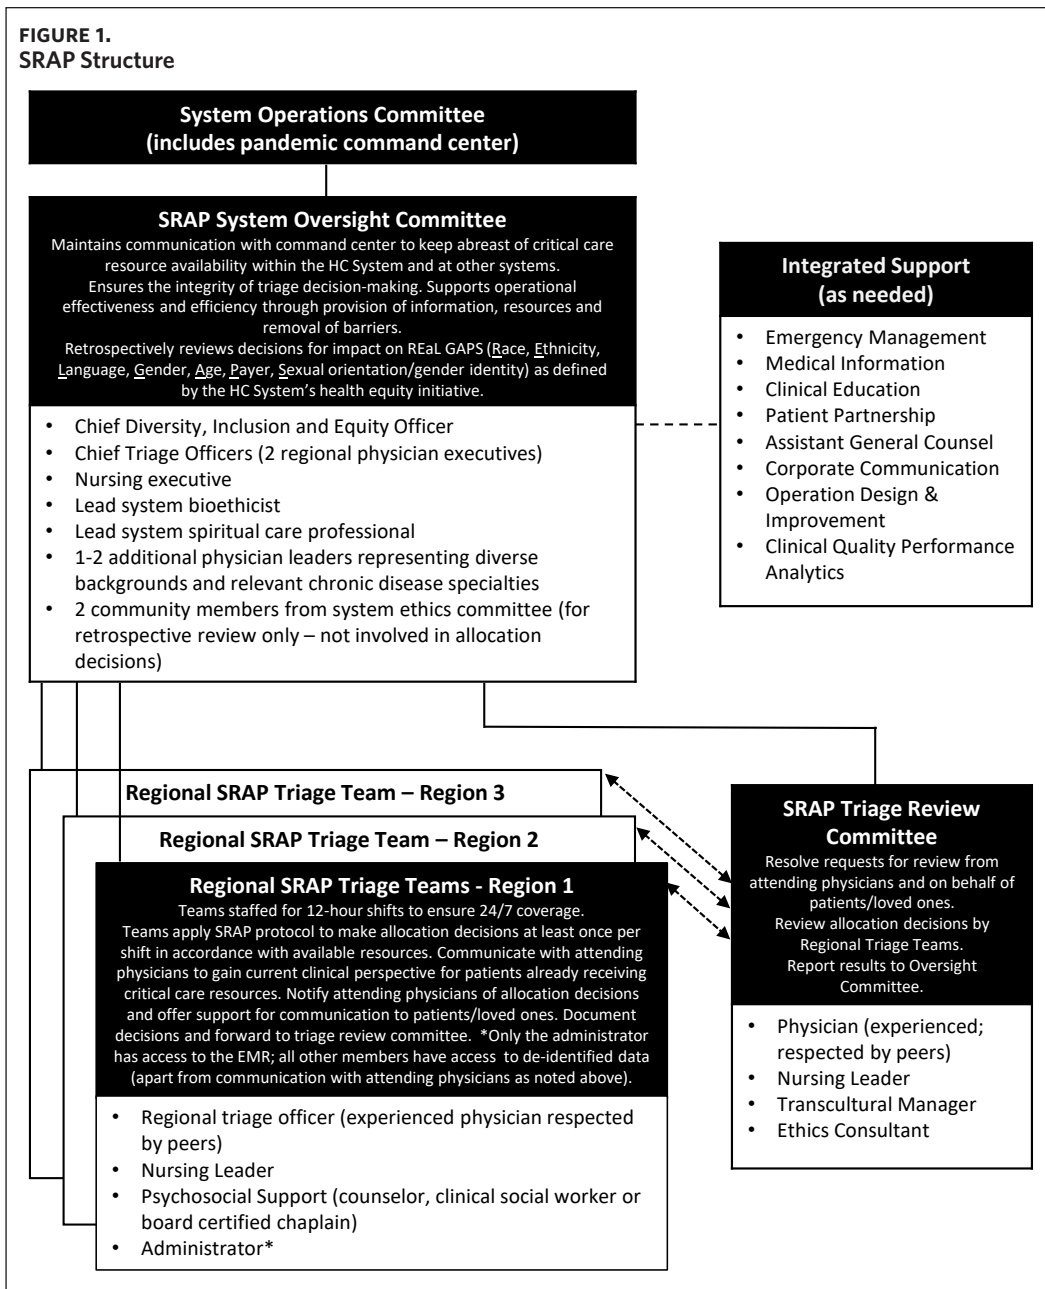 FIGURE 1.
SRAP Structure
System Operations Committee
(includes pandemic command center)
SRAP System Oversight Committee
Maintains communication with command center to keep abreast of critical care
resource availability within the HC System and at other systems.
Ensures the integrity of triage decision-making. Supports operational
effectiveness and efficiency through provision of information, resources and
removal of barriers.
Retrospectively reviews decisions for impact on REaL GAPS (Race, Ethnicity,
Language, Gender, Age, Payer, Sexual orientation/gender identity) as defined
by the HC System's health equity initiative.
• Chief Diversity, Inclusion and Equity Officer
• Chief Triage Officers (2 regional physician executives)
• Nursing executive
• Lead system bioethicist
• Lead system spiritual care professional
• 1-2 additional physician leaders representing diverse
backgrounds and relevant chronic disease specialties
• 2 community members from system ethics committee (for
retrospective review only – not involved in allocation
decisions)
Integrated Support
(as needed)
• Emergency Management
• Medical Information
• Clinical Education
• Patient Partnership
• Assistant General Counsel
• Corporate Communication
• Operation Design &
Improvement
• Clinical Quality Performance
Analytics
Regional SRAP Triage Team – Region 3
Regional SRAP Triage Team – Region 2
Regional SRAP Triage Teams - Region 1
Teams staffed for 12-hour shifts to ensure 24/7 coverage.
Teams apply SRAP protocol to make allocation decisions at least once per
shift in accordance with available resources. Communicate with attending
physicians to gain current clinical perspective for patients already receiving
critical care resources. Notify attending physicians of allocation decisions
and offer support for communication to patients/loved ones. Document
decisions and forward to triage review committee. *Only the administrator
has access to the EMR; all other members have access to de-identified data
(apart from communication with attending physicians as noted above).
• Regional triage officer (experienced physician respected
by peers)
• Nursing Leader
• Psychosocial Support (counselor, clinical social worker or
board certified chaplain)
• Administrator*
SRAP Triage Review
Committee
Resolve requests for review from
attending physicians and on behalf of
patients/loved ones.
Review allocation decisions by
Regional Triage Teams.
Report results to Oversight
Committee.
• Physician (experienced;
respected by peers)
• Nursing Leader
• Transcultural Manager
• Ethics Consultant